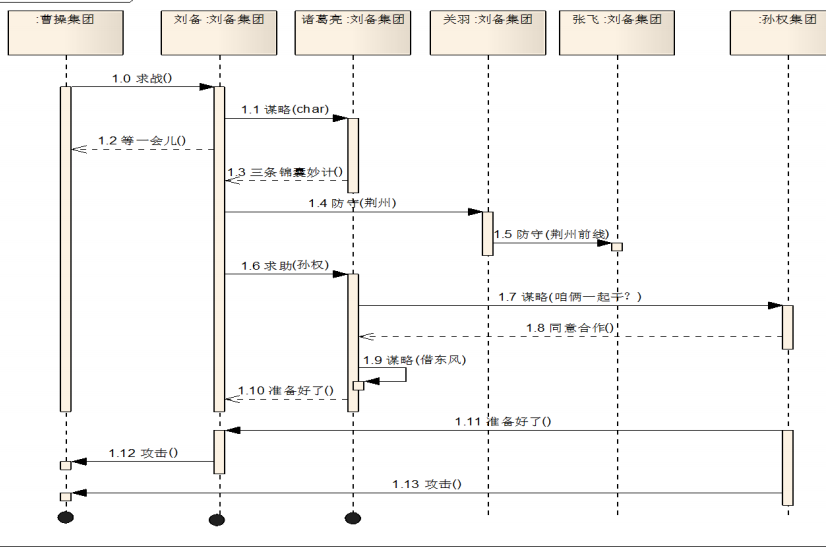 :曹操集团
刘备 :刘备集团
诸葛亮 :刘备集团
关羽 :刘备集团
张飞 :刘备集团
:孙权集团
1.0 求战()
1.1 谋略(char)
1.2 等一会儿()
1.3 三条锦囊妙计()
1.4 防守(荆州)
1.5 防守(荆州前线)
1.6 求助(孙权)
1.7 谋略(咱俩一起干? )
1.8 同意合作()
1.9 谋略(借东风)
1.10 准备好了()
1.11 准备好了()
1.12 攻击()
1.13 攻击()